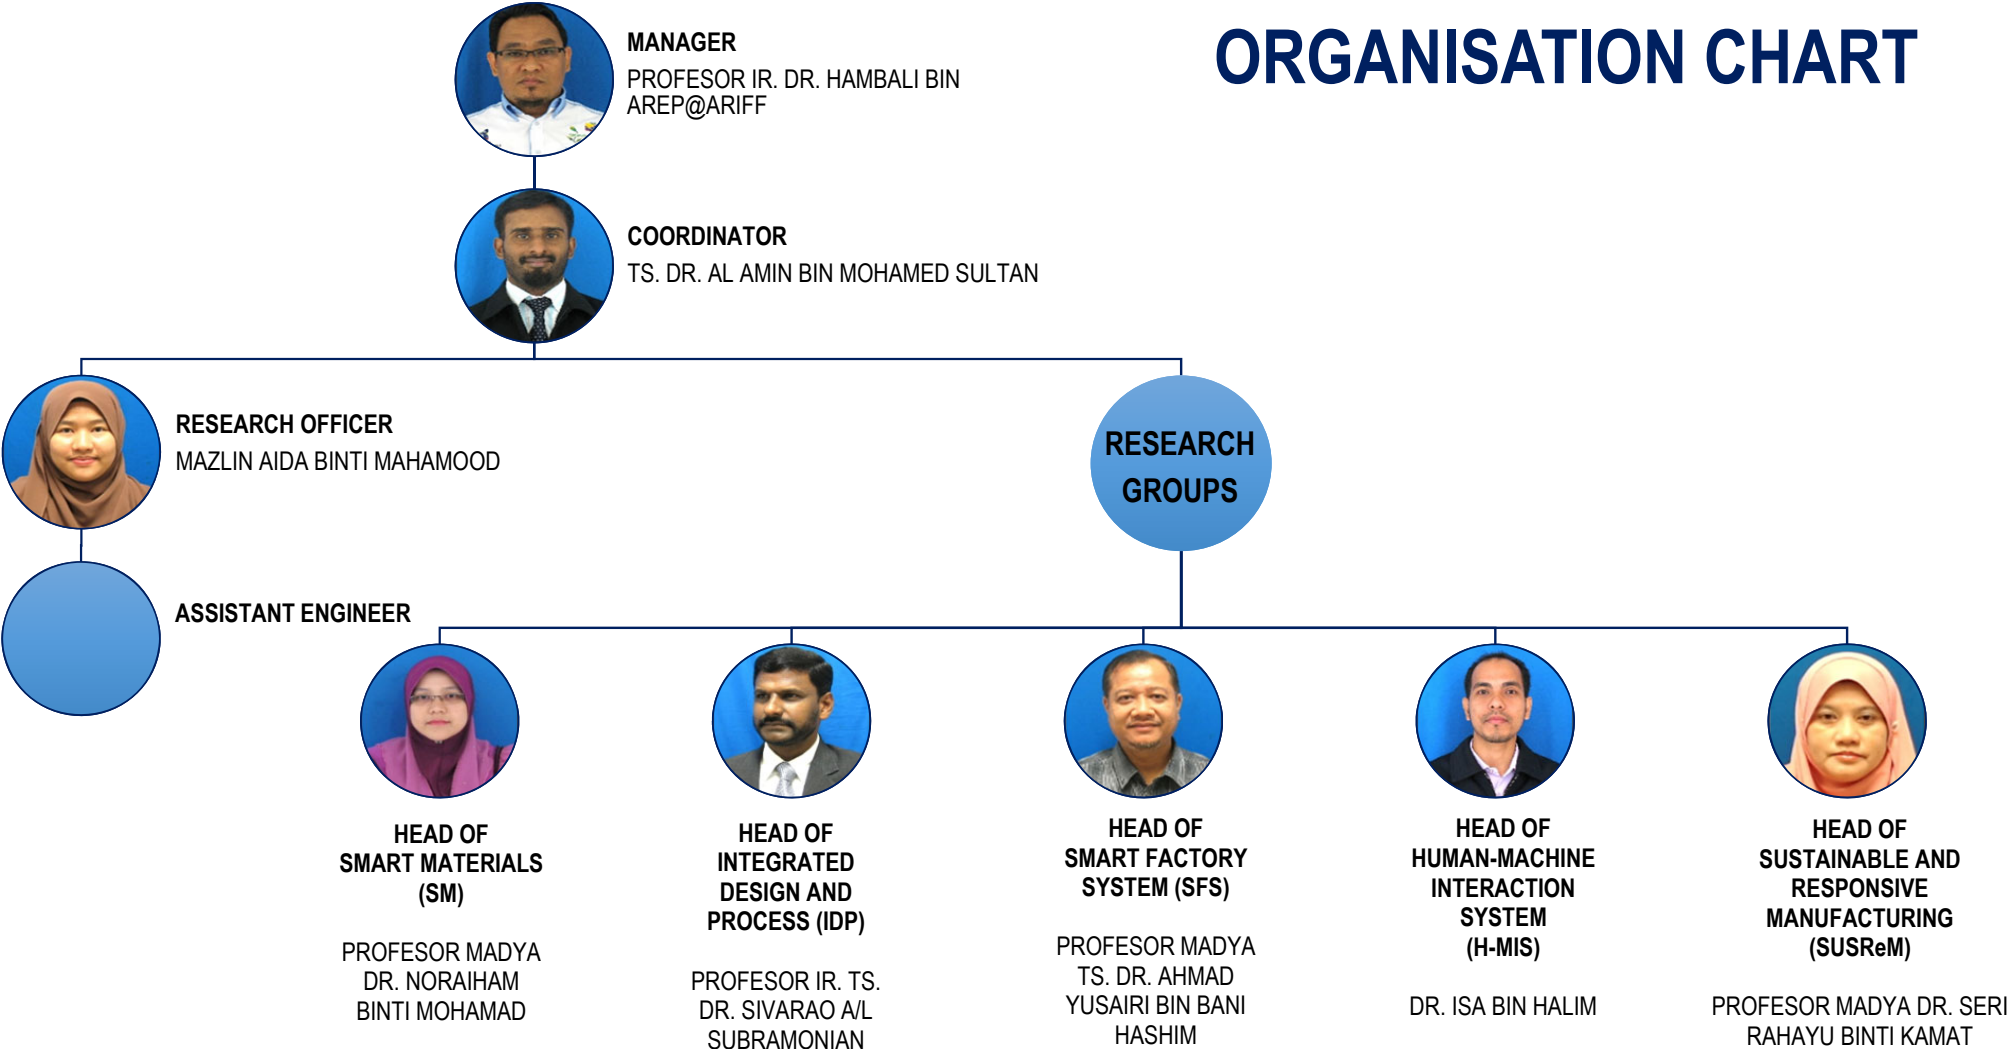 ORGANISATION CHART
MANAGER
PROFESOR IR. DR. HAMBALI BIN
AREP@ARIFF
COORDINATOR
TS. DR. AL AMIN BIN MOHAMED SULTAN
RESEARCH OFFICER
MAZLIN AIDA BINTI MAHAMOOD
RESEARCH
GROUPS
ASSISTANT ENGINEER
HEAD OF
SMART MATERIALS
(SM)
PROFESOR MADYA
DR. NORAIHAM
BINTI MOHAMAD
HEAD OF
INTEGRATED
DESIGN AND
PROCESS (IDP)
PROFESOR IR. TS.
DR. SIVARAO A/L
SUBRAMONIAN
HEAD OF
SMART FACTORY
SYSTEM (SFS)
PROFESOR MADYA
TS. DR. AHMAD
YUSAIRI BIN BANI
HASHIM
HEAD OF
HUMAN-MACHINE
INTERACTION
SYSTEM
(H-MIS)
DR. ISA BIN HALIM
HEAD OF
SUSTAINABLE AND
RESPONSIVE
MANUFACTURING
(SUSReM)
PROFESOR MADYA DR. SERI
RAHAYU BINTI KAMAT